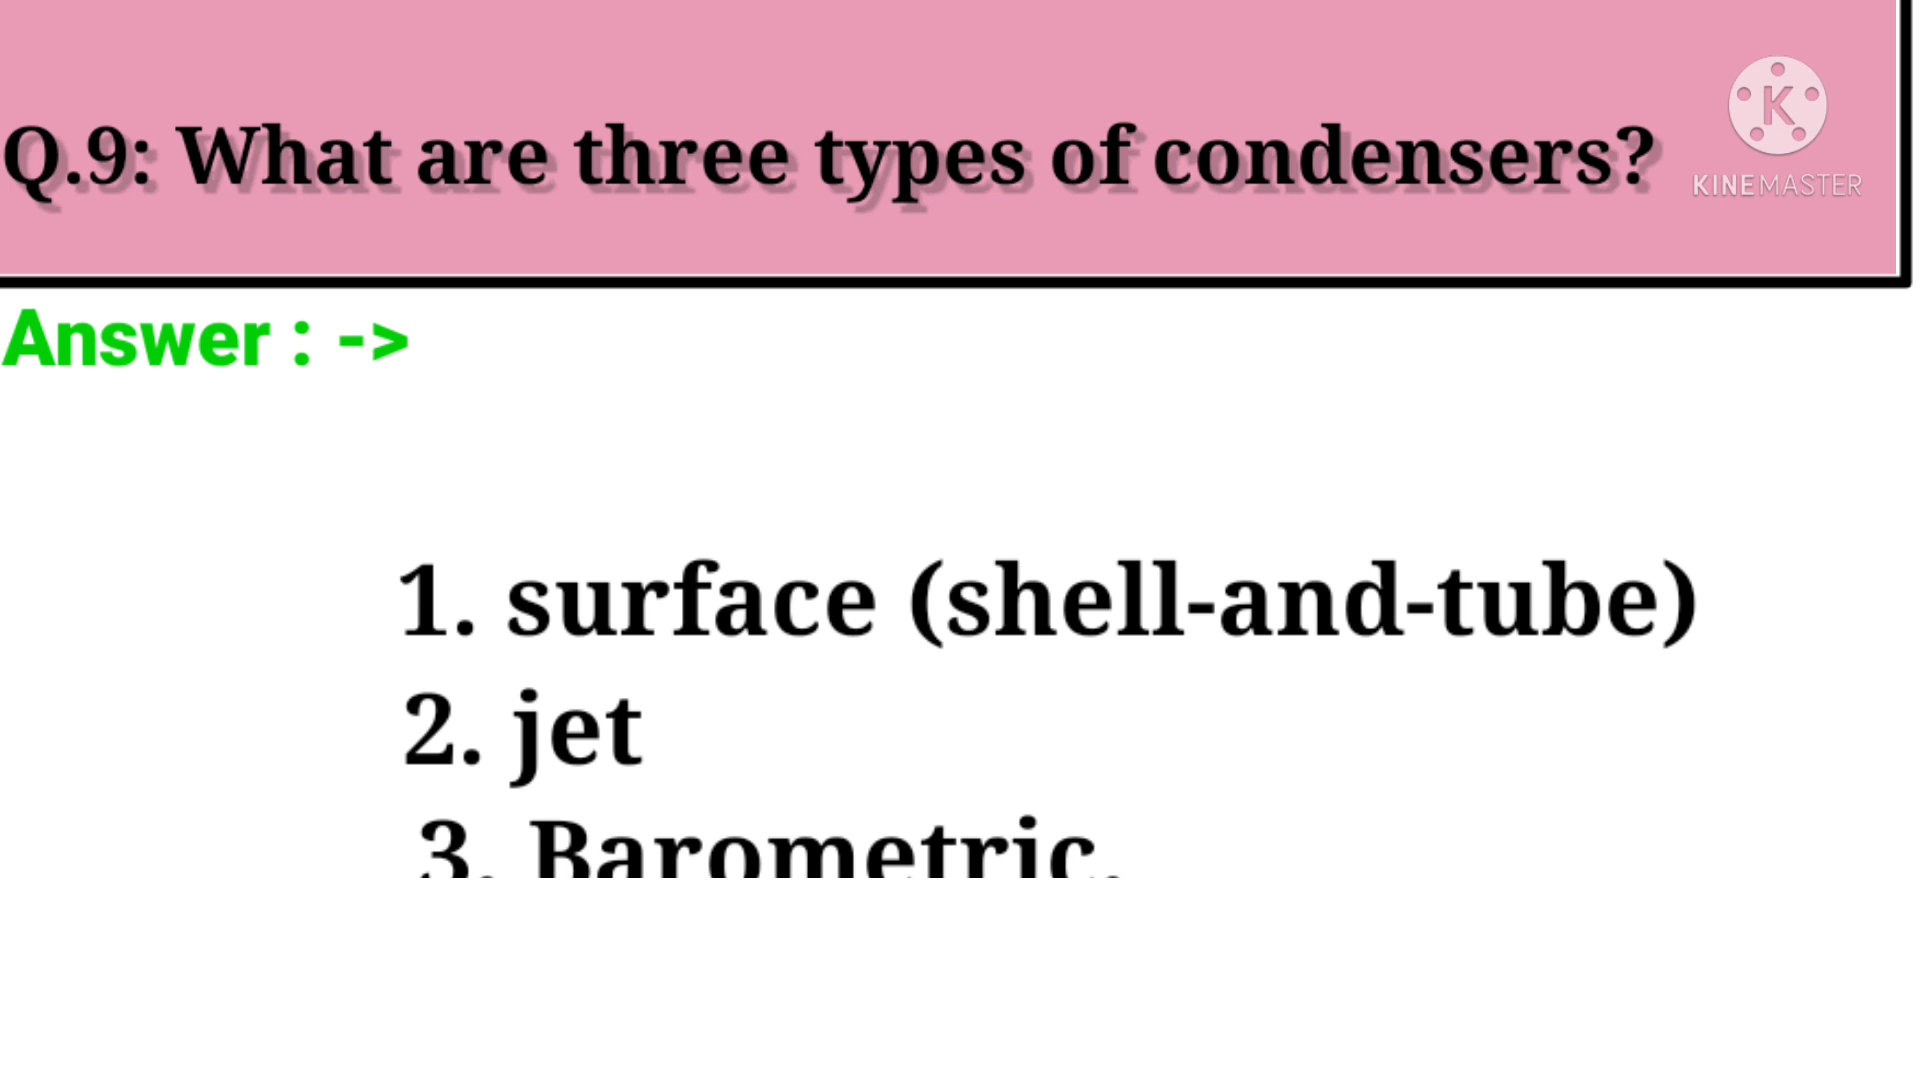 Q.9: What are three types of condensers?
K
KINEMASTER
Answer : ->
1. surface (shell-and-tube)
2. jet
3. Barometric.